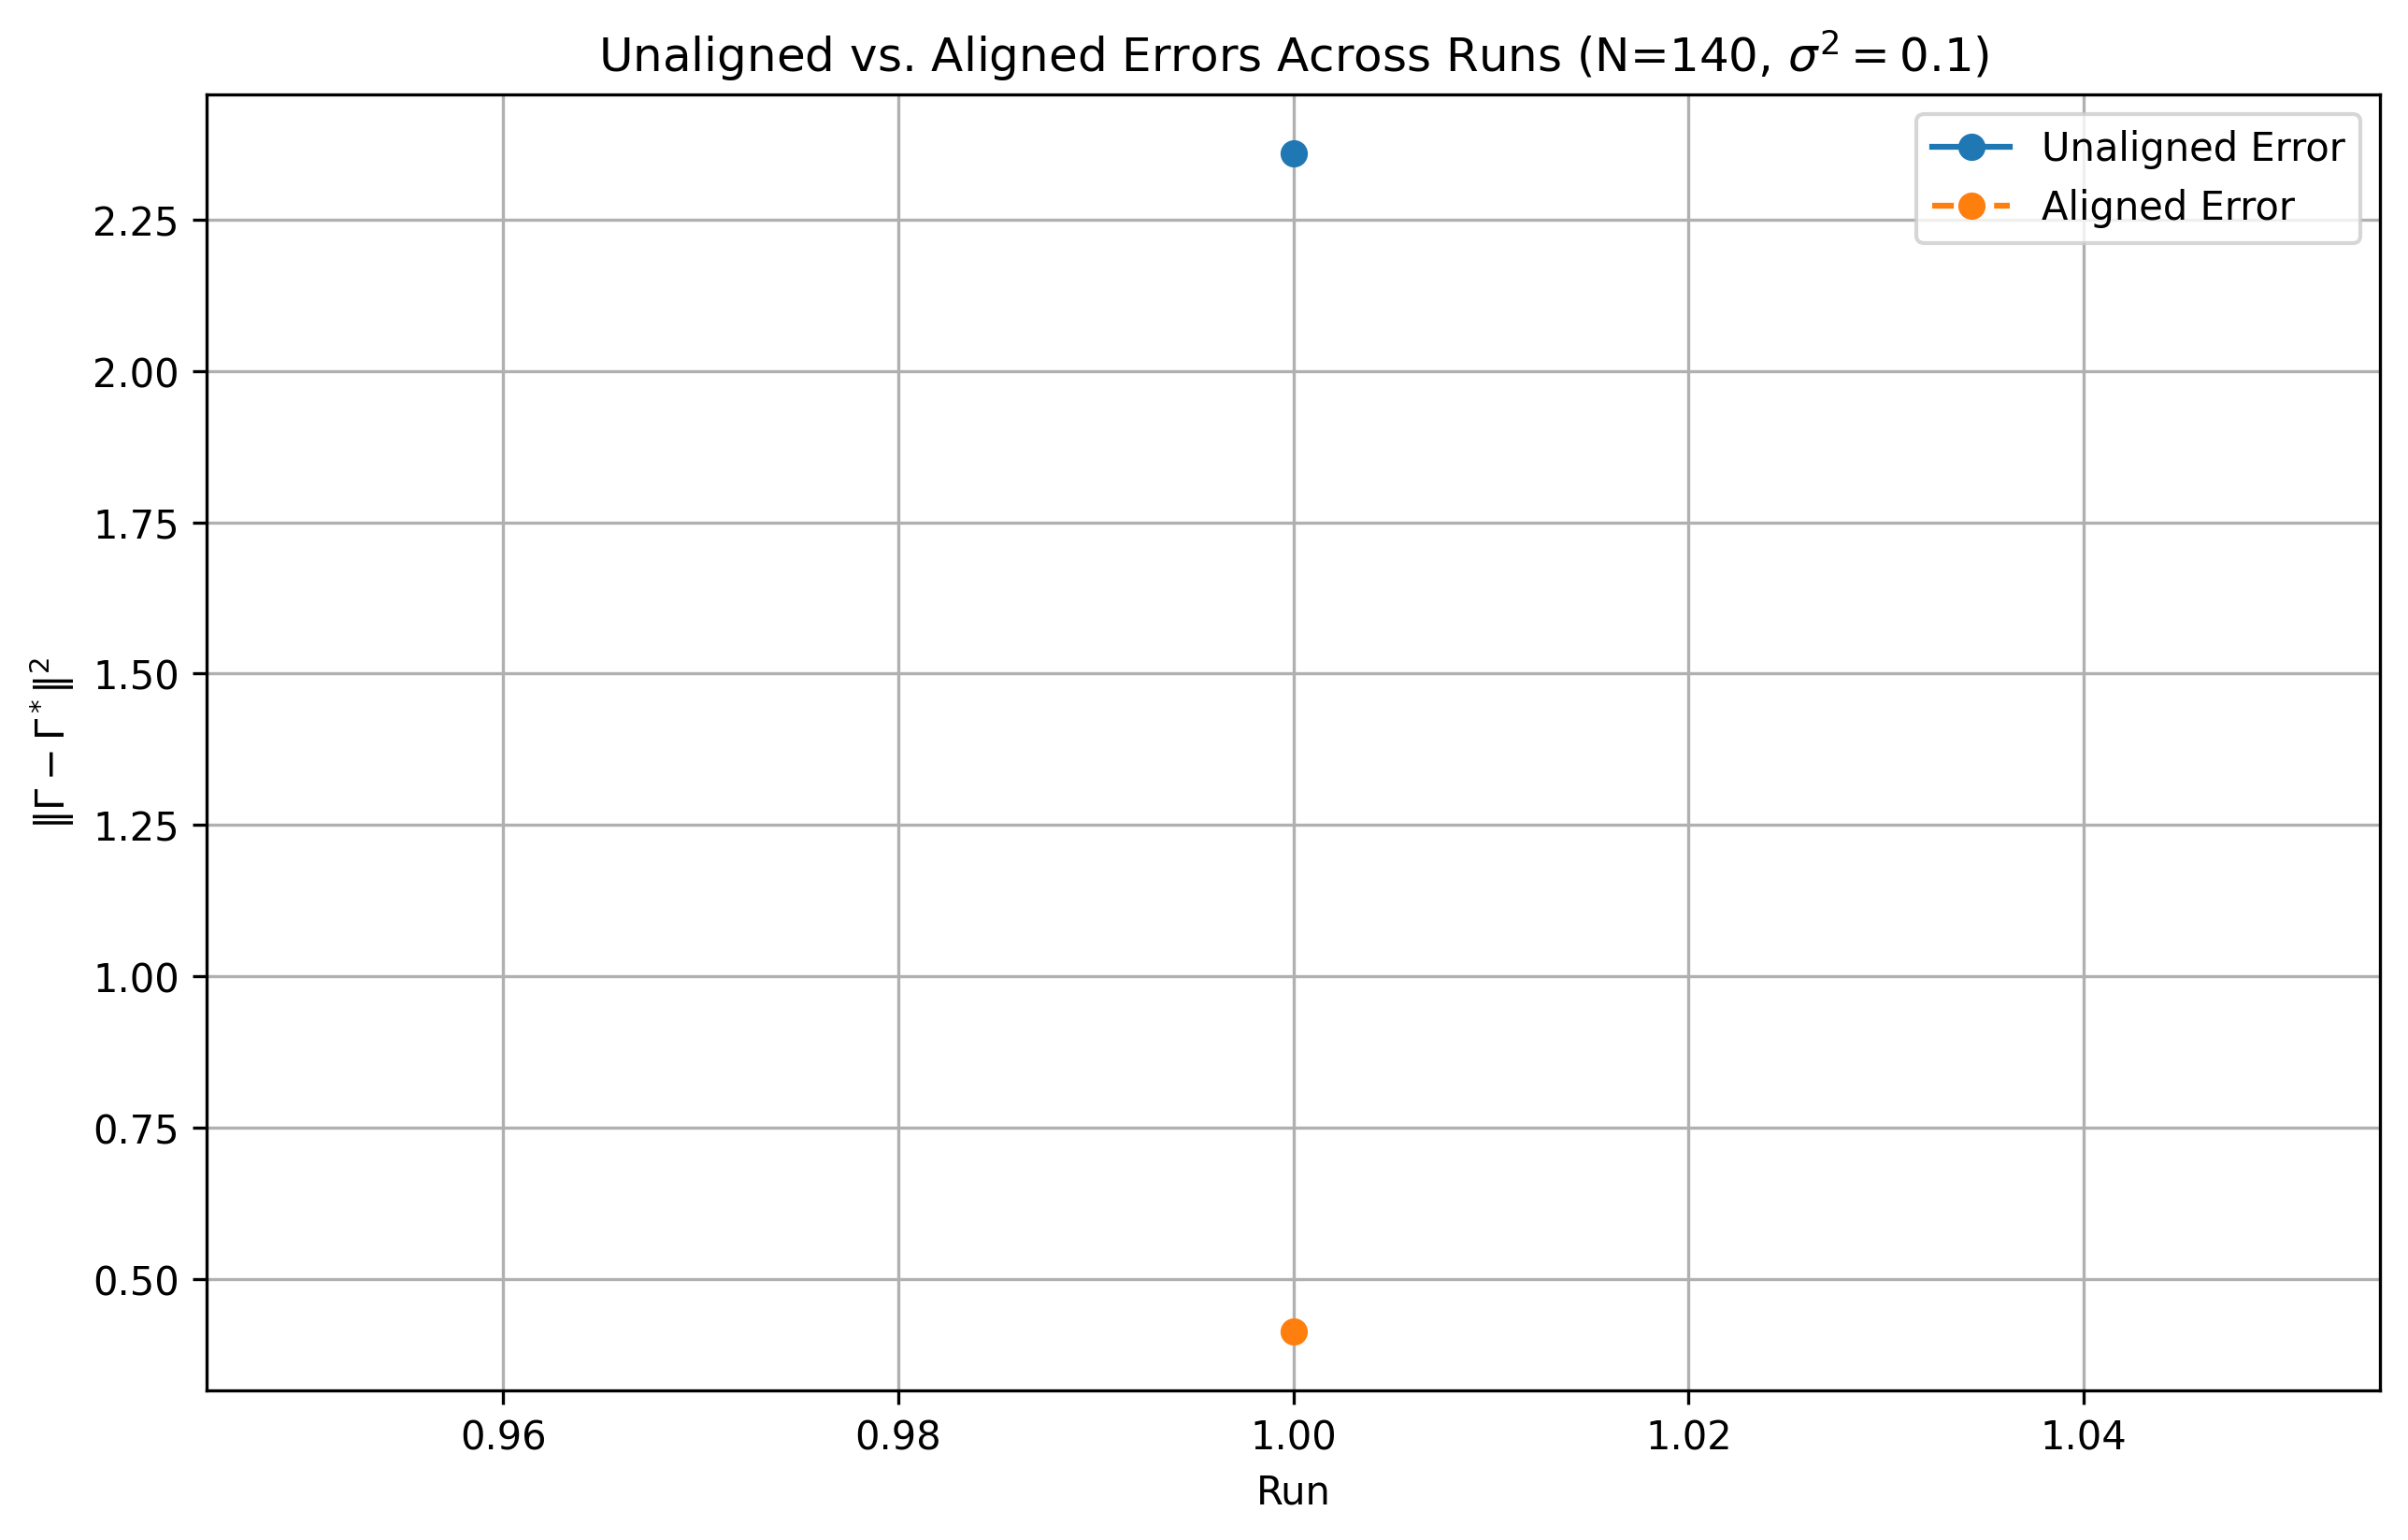 Unaligned vs. Aligned Errors Across Runs (N=140, σ² = 0.1)
Unaligned Error
Aligned Error
2.25
2.00
1.75
1.50
1.25
1.00
0.75
0.50
‖Γ − Γ*‖²
0.96 0.98 1.00 1.02 1.04
Run